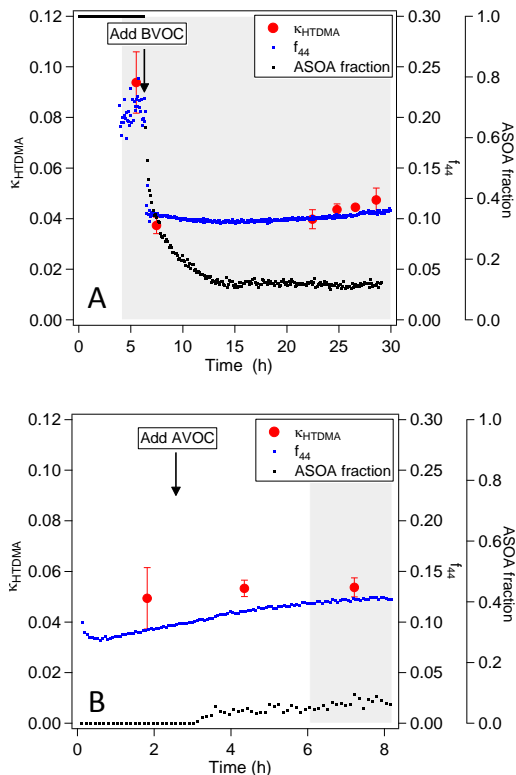 Add BVOC
κHTDMA
f44
ASOA fraction
0.12
0.10
0.08
0.06
0.04
0.02
0.00
κHTDMA
0.30
0.25
0.20
0.15
0.10
0.05
0.00
f44
1.0
0.8
0.6
0.4
0.2
0.0
ASOA fraction
A
0 5 10 15 20 25 30
Time (h)
Add AVOC
κHTDMA
f44
ASOA fraction
0.12
0.10
0.08
0.06
0.04
0.02
0.00
κHTDMA
0.30
0.25
0.20
0.15
0.10
0.05
0.00
f44
1.0
0.8
0.6
0.4
0.2
0.0
ASOA fraction
B
0 2 4 6 8
Time (h)